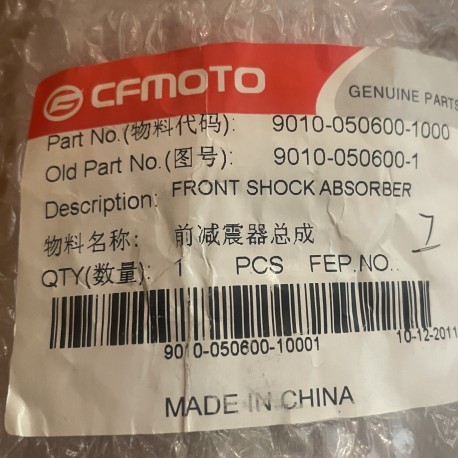 CFMOTO
GENUINE PARTS
Part No.(物料代码): 9010-050600-1000
Old Part No.(图号): 9010-050600-1
Description: FRONT SHOCK ABSORBER
物料名称: 前减震器总成
QTY(数量): 1 PCS FEP.NO..
9010-050600-10001 10-12-2011
MADE IN CHINA